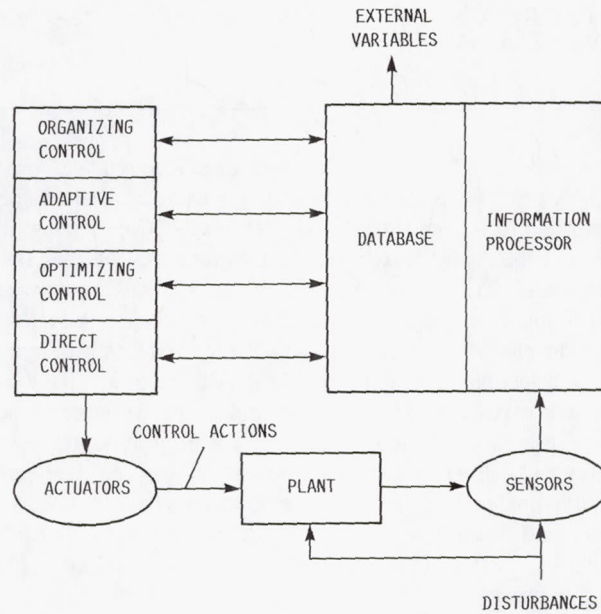 EXTERNAL
VARIABLES
ORGANIZING
CONTROL
ADAPTIVE
CONTROL
OPTIMIZING
CONTROL
DIRECT
CONTROL
DATABASE
INFORMATION
PROCESSOR
CONTROL ACTIONS
ACTUATORS
PLANT
SENSORS
DISTURBANCES